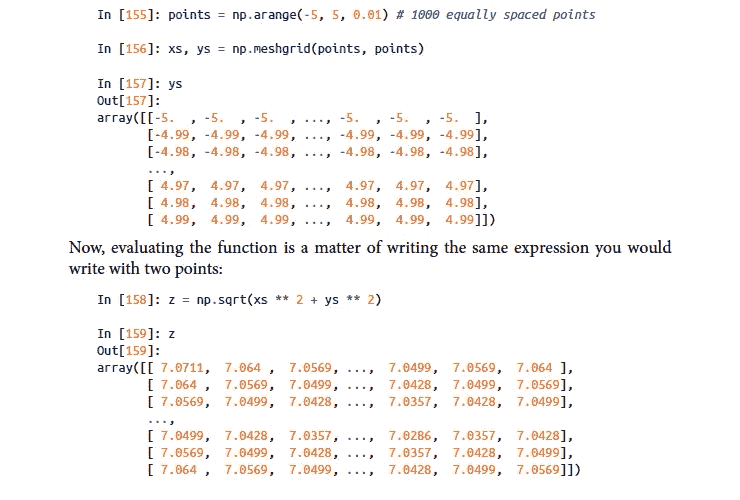 In [155]: points = np.arange(-5, 5, 0.01) # 1000 equally spaced points
In [156]: xs, ys = np.meshgrid(points, points)
In [157]: ys
Out[157]:
array([[-5.  , -5.  , -5.  , ..., -5.  , -5.  , -5.  ],
       [-4.99, -4.99, -4.99, ..., -4.99, -4.99, -4.99],
       [-4.98, -4.98, -4.98, ..., -4.98, -4.98, -4.98],
       ...,
       [ 4.97,  4.97,  4.97, ...,  4.97,  4.97,  4.97],
       [ 4.98,  4.98,  4.98, ...,  4.98,  4.98,  4.98],
       [ 4.99,  4.99,  4.99, ...,  4.99,  4.99,  4.99]])
Now, evaluating the function is a matter of writing the same expression you would
write with two points:
In [158]: z = np.sqrt(xs ** 2 + ys ** 2)
In [159]: z
Out[159]:
array([[ 7.0711,  7.064 ,  7.0569, ...,  7.0499,  7.0569,  7.064 ],
       [ 7.064 ,  7.0569,  7.0499, ...,  7.0428,  7.0499,  7.0569],
       [ 7.0569,  7.0499,  7.0428, ...,  7.0357,  7.0428,  7.0499],
       ...,
       [ 7.0499,  7.0428,  7.0357, ...,  7.0286,  7.0357,  7.0428],
       [ 7.0569,  7.0499,  7.0428, ...,  7.0357,  7.0428,  7.0499],
       [ 7.064 ,  7.0569,  7.0499, ...,  7.0428,  7.0499,  7.0569]])